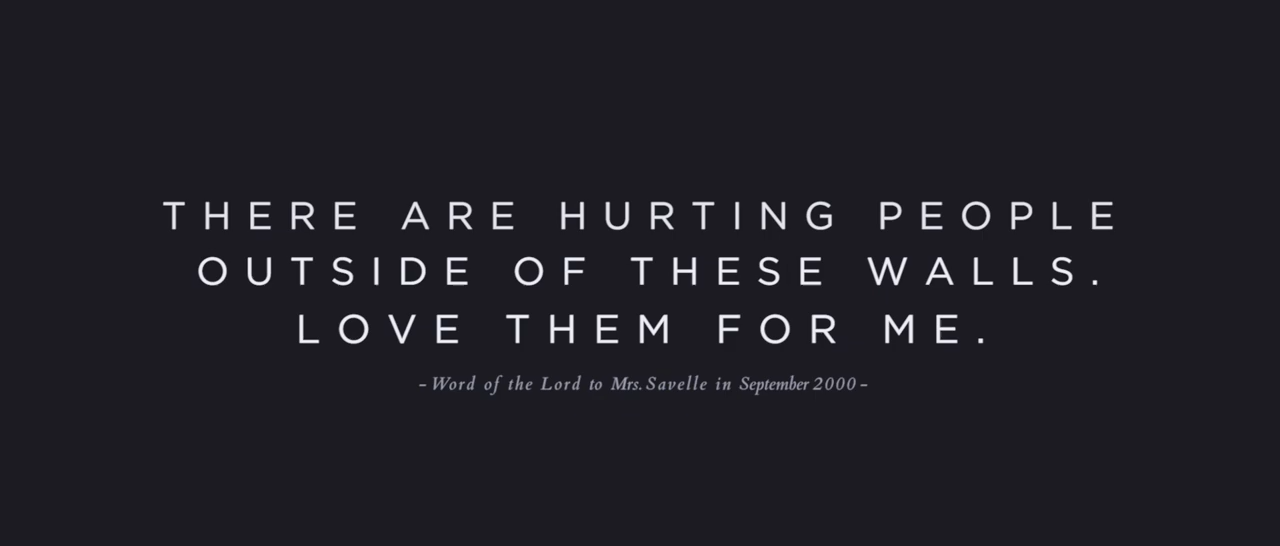 THERE ARE HURTING PEOPLE
OUTSIDE OF THESE WALLS.
LOVE THEM FOR ME.
- Word of the Lord to Mrs. Savelle in September 2000 -